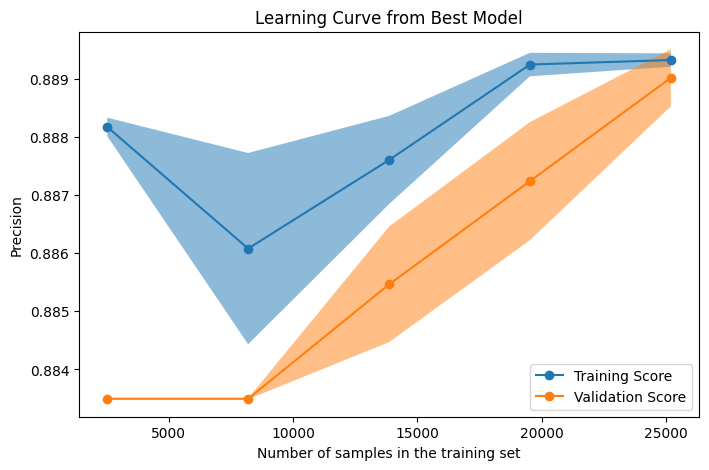 Learning Curve from Best Model
Precision
0.889
0.888
0.887
0.886
0.885
0.884
5000
10000
15000
20000
25000
Number of samples in the training set
Training Score
Validation Score